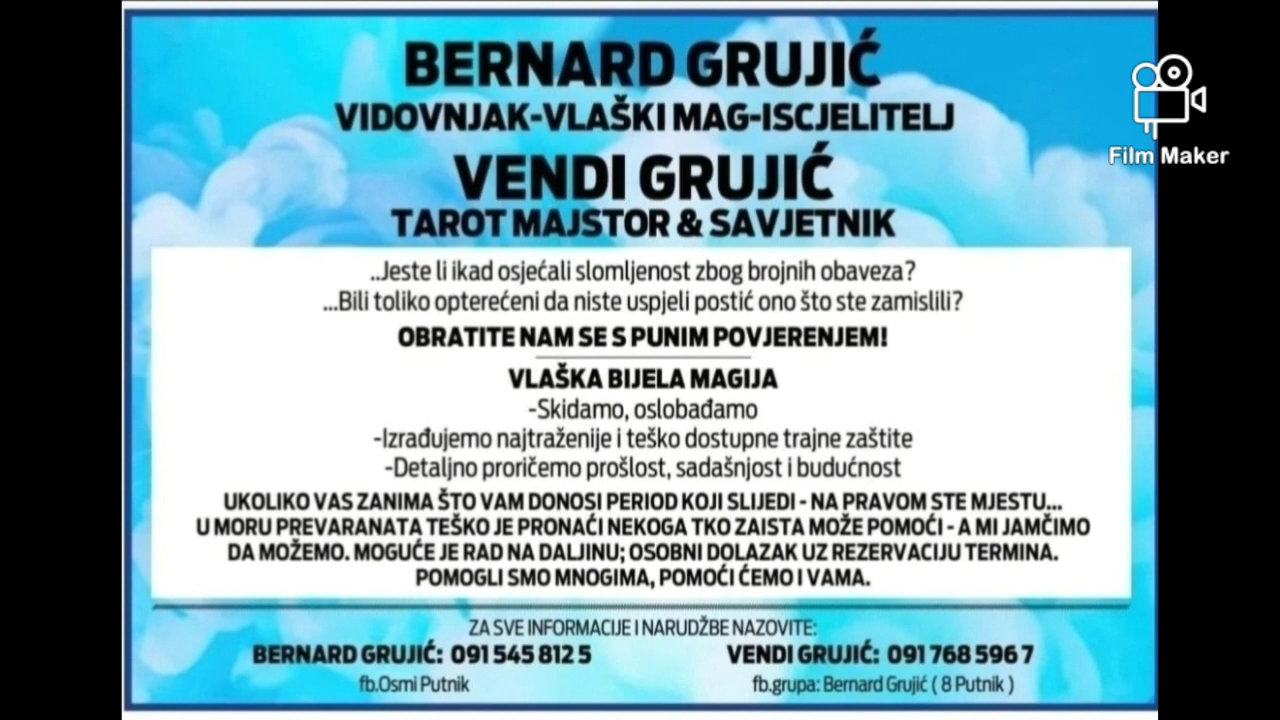 BERNARD GRUJIĆ
VIDOVNJAK-VLAŠKI MAG-ISCJELITELJ
VENDI GRUJIĆ
TAROT MAJSTOR & SAVJETNIK
..Jeste li ikad osjećali slomljenost zbog brojnih obaveza?
...Bili toliko opterećeni da niste uspjeli postić ono što ste zamislili?
OBRATITE NAM SE S PUNIM POVJERENJEM!
VLAŠKA BIJELA MAGIJA
-Skidamo, oslobađamo
-Izrađujemo najtraženije i teško dostupne trajne zaštite
-Detaljno proričemo prošlost, sadašnjost i budućnost
UKOLIKO VAS ZANIMA ŠTO VAM DONOSI PERIOD KOJI SLIJEDI - NA PRAVOM STE MJESTU...
U MORU PREVARANATA TEŠKO JE PRONAĆI NEKOGA TKO ZAISTA MOŽE POMOĆI - A MI JAMČIMO
DA MOŽEMO. MOGUĆE JE RAD NA DALJINU; OSOBNI DOLAZAK UZ REZERVACIJU TERMINA.
POMOGLI SMO MNOGIMA, POMOĆI ĆEMO I VAMA.
ZA SVE INFORMACIJE I NARUDŽBE NAZOVITE:
BERNARD GRUJIĆ: 091 545 812 5
fb.Osmi Putnik
VENDI GRUJIĆ: 091 768 596 7
fb.grupa: Bernard Grujić ( 8 Putnik )
Film Maker